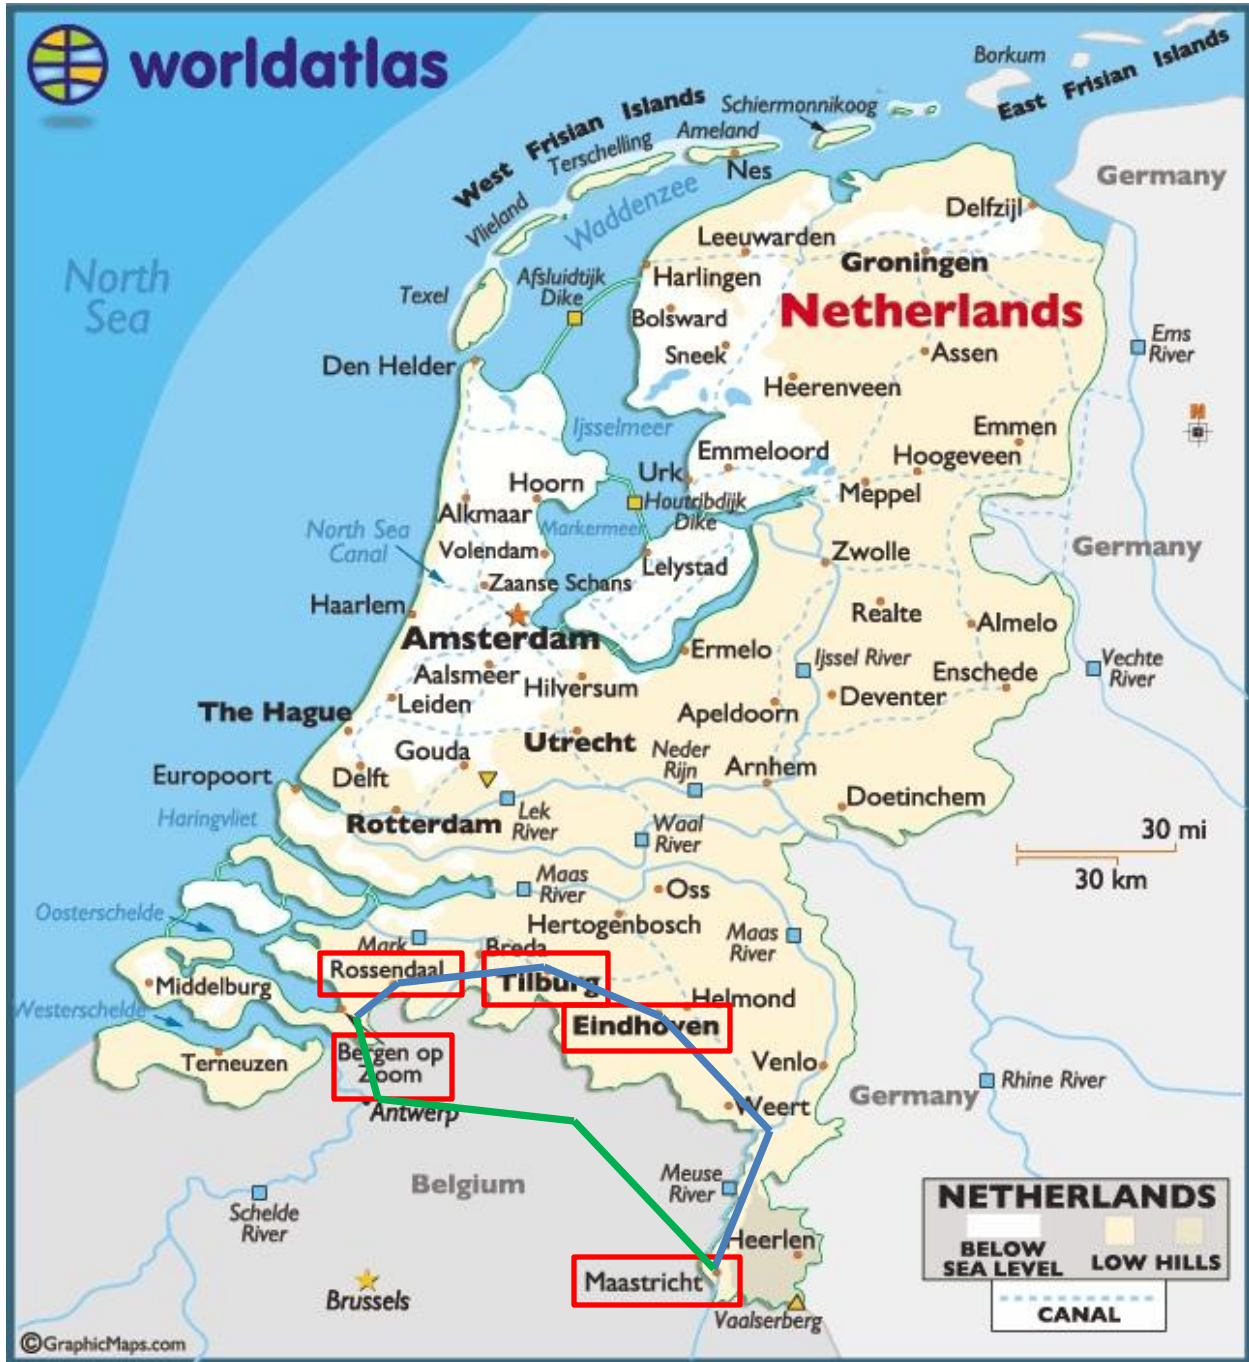 worldatlas
Borkum
East Frisian Islands
West Frisian Islands
Schiermonnikoog
Ameland
Terschelling
Nes
Germany
Vlieland
Waddenzee
Delfzijl
Leeuwarden
Groningen
North
Sea
Texel
Afsluidtijk
Dike
Harlingen
Netherlands
Bolsward
Sneek
Assen
Ems
River
Den Helder
Heerenveen
N
Ijsselmeer
Emmen
Emmeloord
Hoogeveen
Urk
Hoorn
Meppel
Houtribdijk
Dike
Alkmaar
Markermeer
North Sea
Canal
Volendam
Zwolle
Germany
Lelystad
Zaanse Schans
Haarlem
Realte
Almelo
Amsterdam
Ermelo
Ijssel River
Vechte
River
Aalsmeer
Hilversum
Enschede
Leiden
Deventer
The Hague
Apeldoorn
Utrecht
Gouda
Neder
Rijn
Arnhem
Europoort
Delft
Doetinchem
Haringvliet
Rotterdam
Lek
River
Waal
River
30 mi
30 km
Maas
River
Oss
Oosterschelde
Hertogenbosch
Mark
Breda
Maas
River
Rossendaal
Tilburg
Middelburg
Helmond
Westerschelde
Eindhoven
Bergen op
Zoom
Terneuzen
Venlo
Rhine River
Germany
Antwerp
Weert
Belgium
Meuse
River
Schelde
River
NETHERLANDS
BELOW
SEA LEVEL
LOW HILLS
CANAL
Heerlen
Maastricht
Brussels
Vaalserberg
©GraphicMaps.com